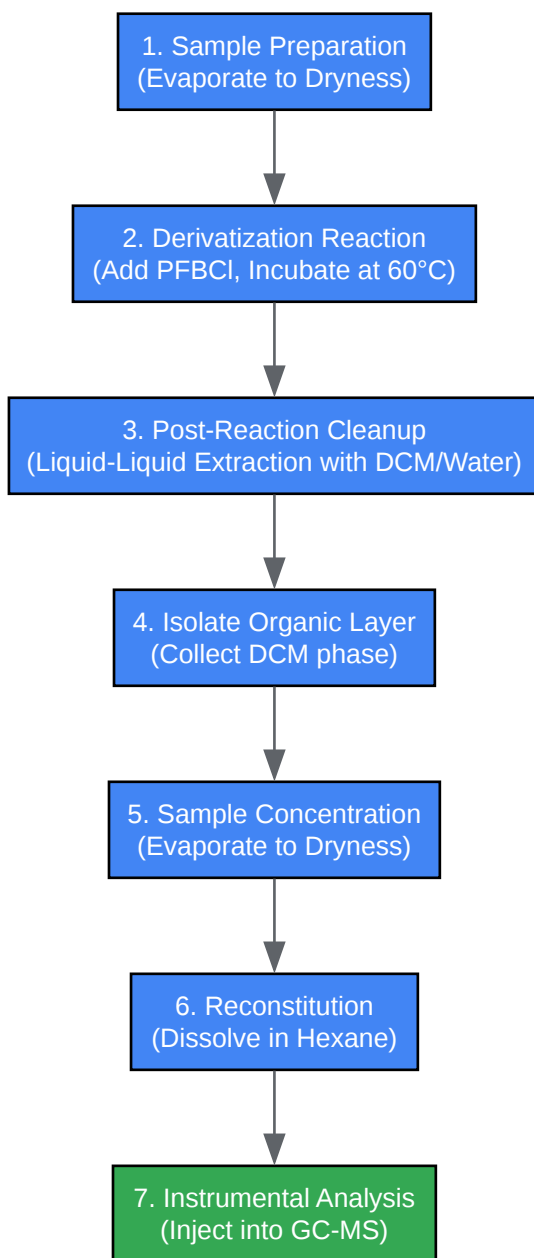 1. Sample Preparation
(Evaporate to Dryness)
2. Derivatization Reaction
(Add PFBCl, Incubate at 60°C)
3. Post-Reaction Cleanup
(Liquid-Liquid Extraction with DCM/Water)
4. Isolate Organic Layer
(Collect DCM phase)
5. Sample Concentration
(Evaporate to Dryness)
6. Reconstitution
(Dissolve in Hexane)
7. Instrumental Analysis
(Inject into GC-MS)